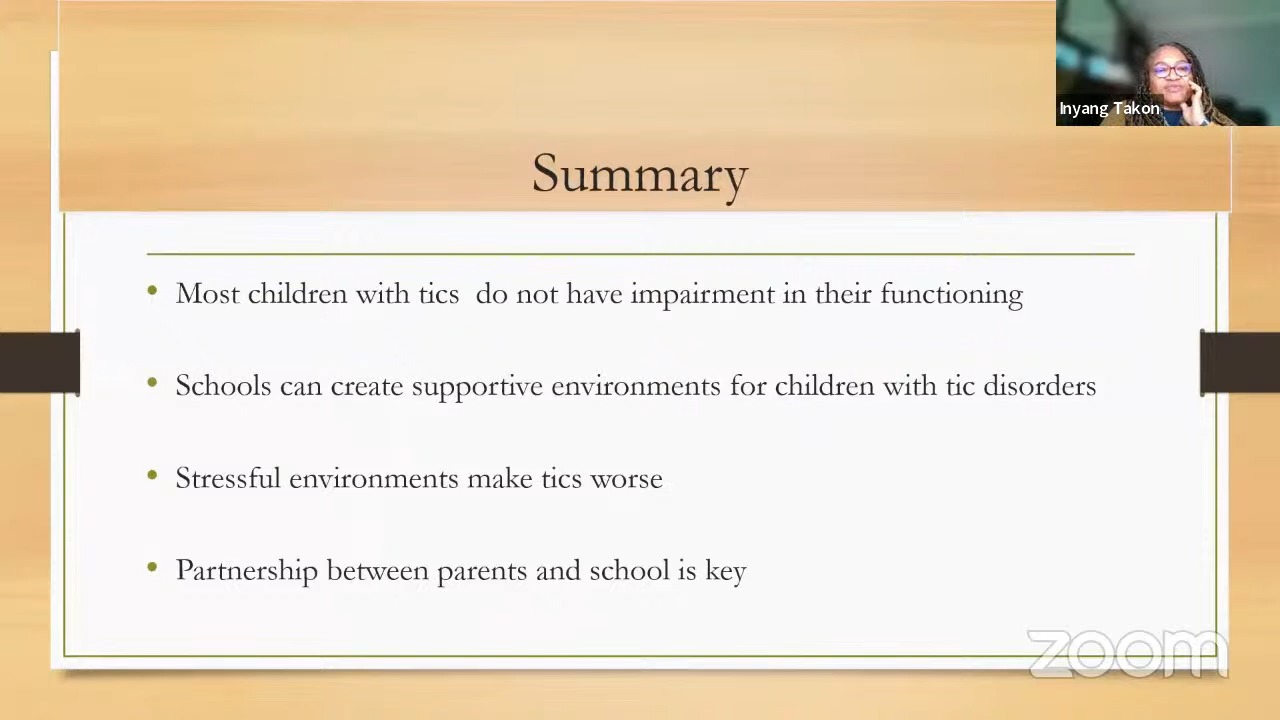 Inyang Takon
Summary
• Most children with tics  do not have impairment in their functioning
• Schools can create supportive environments for children with tic disorders
• Stressful environments make tics worse
• Partnership between parents and school is key
zoom